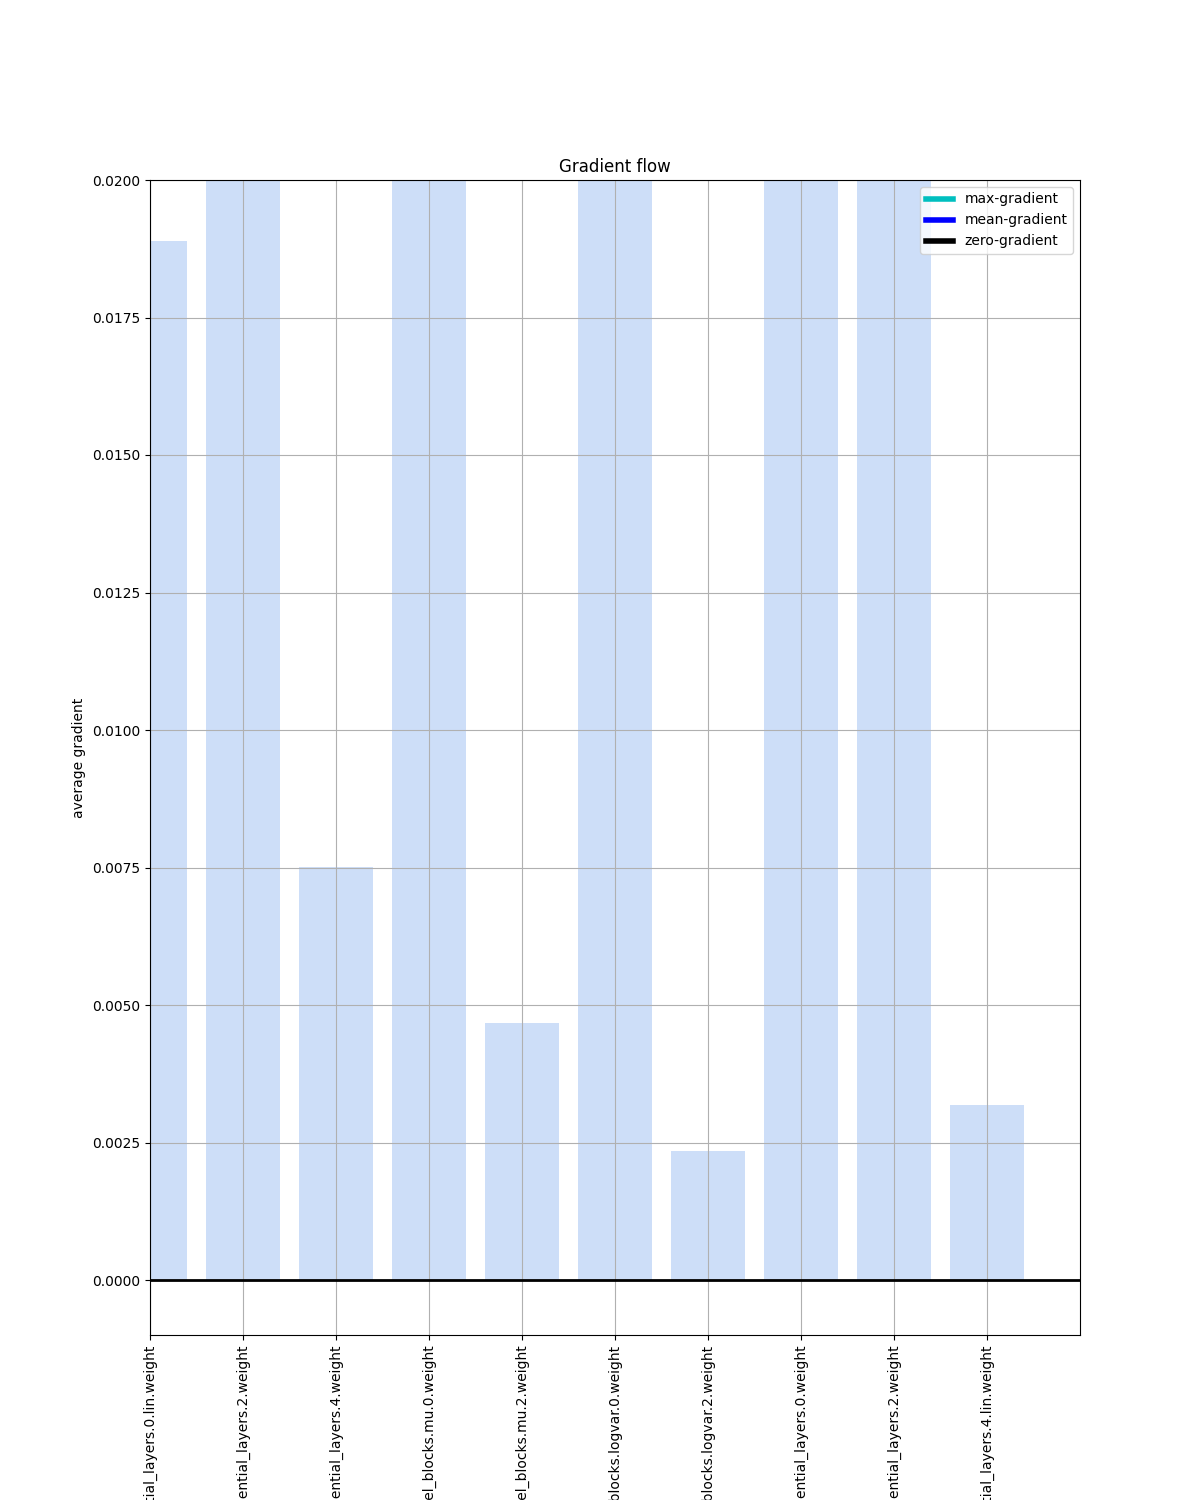 Gradient flow
max-gradient
mean-gradient
zero-gradient
0.0200
0.0175
0.0150
0.0125
0.0100
0.0075
0.0050
0.0025
0.0000
average gradient
tial_layers.0.lin.weight
ential_layers.2.weight
ential_layers.4.weight
el_blocks.mu.0.weight
el_blocks.mu.2.weight
blocks.logvar.0.weight
blocks.logvar.2.weight
ential_layers.0.weight
ential_layers.2.weight
tial_layers.4.lin.weight